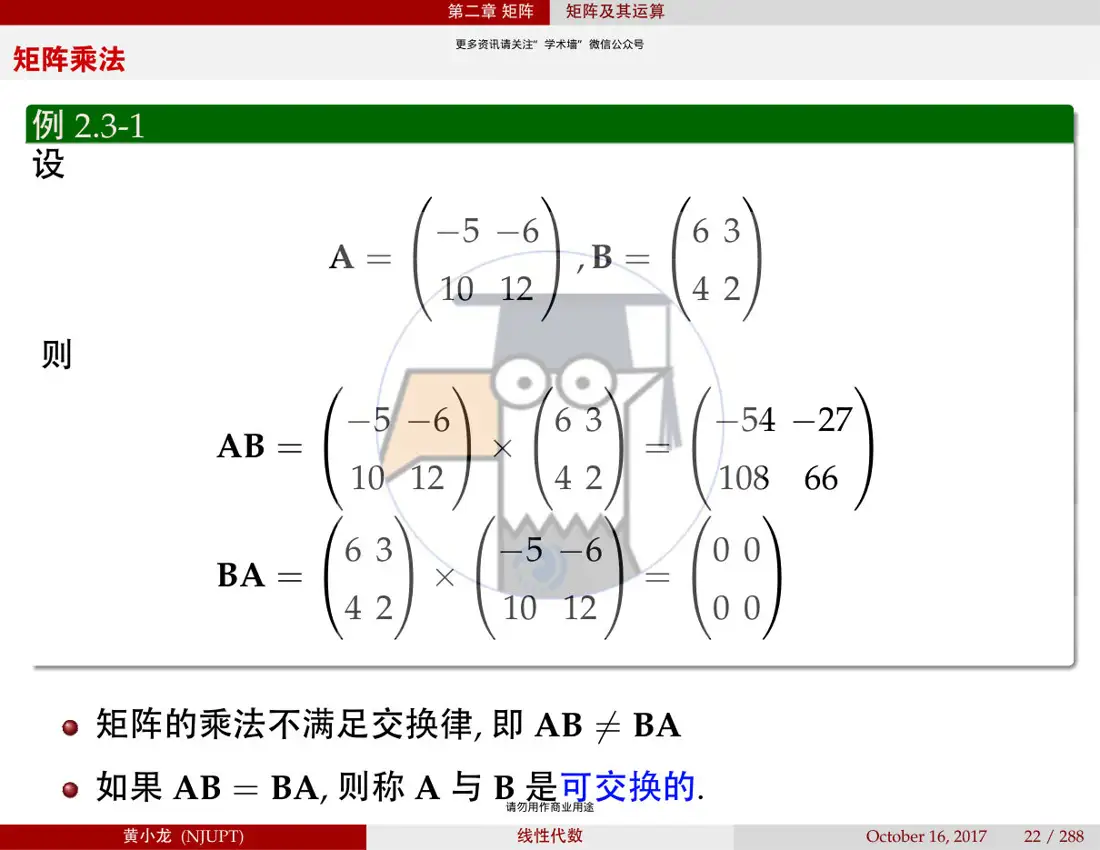 第二章 矩阵 矩阵及其运算
更多资讯请关注“学术墙”微信公众号
矩阵乘法
例 2.3-1
设
A = ( −5 −6 ; 10 12 ), B = ( 6 3 ; 4 2 )
则
AB = ( −5 −6 ; 10 12 ) × ( 6 3 ; 4 2 ) = ( −54 −27 ; 108 66 )
BA = ( 6 3 ; 4 2 ) × ( −5 −6 ; 10 12 ) = ( 0 0 ; 0 0 )
矩阵的乘法不满足交换律, 即 AB ≠ BA
如果 AB = BA, 则称 A 与 B 是可交换的.
请勿用作商业用途
黄小龙 (NJUPT) 线性代数 October 16, 2017 22 / 288